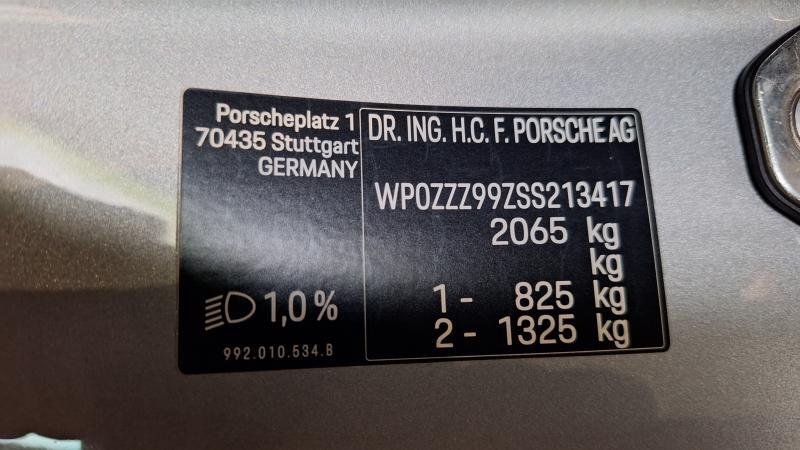 Porscheplatz 1
70435 Stuttgart
GERMANY
1,0%
992.010.534.B
DR. ING. H.C. F. PORSCHE AG
WP0ZZZ99ZSS213417
2065 kg
kg
1 - 825 kg
2 - 1325 kg